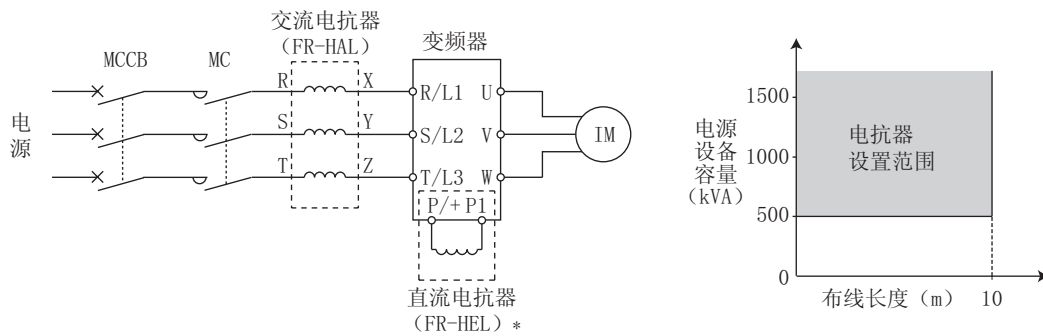 交流电抗器
（FR-HAL）
变频器
MCCB
MC
R
X
R/L1
U
电
源
S
Y
S/L2
V
IM
T
Z
T/L3
W
P/+
P1
直流电抗器
（FR-HEL）*
电源
设备
容量
（kVA）
1500
1000
500
0
电抗器
设置范围
布线长度（m）
10